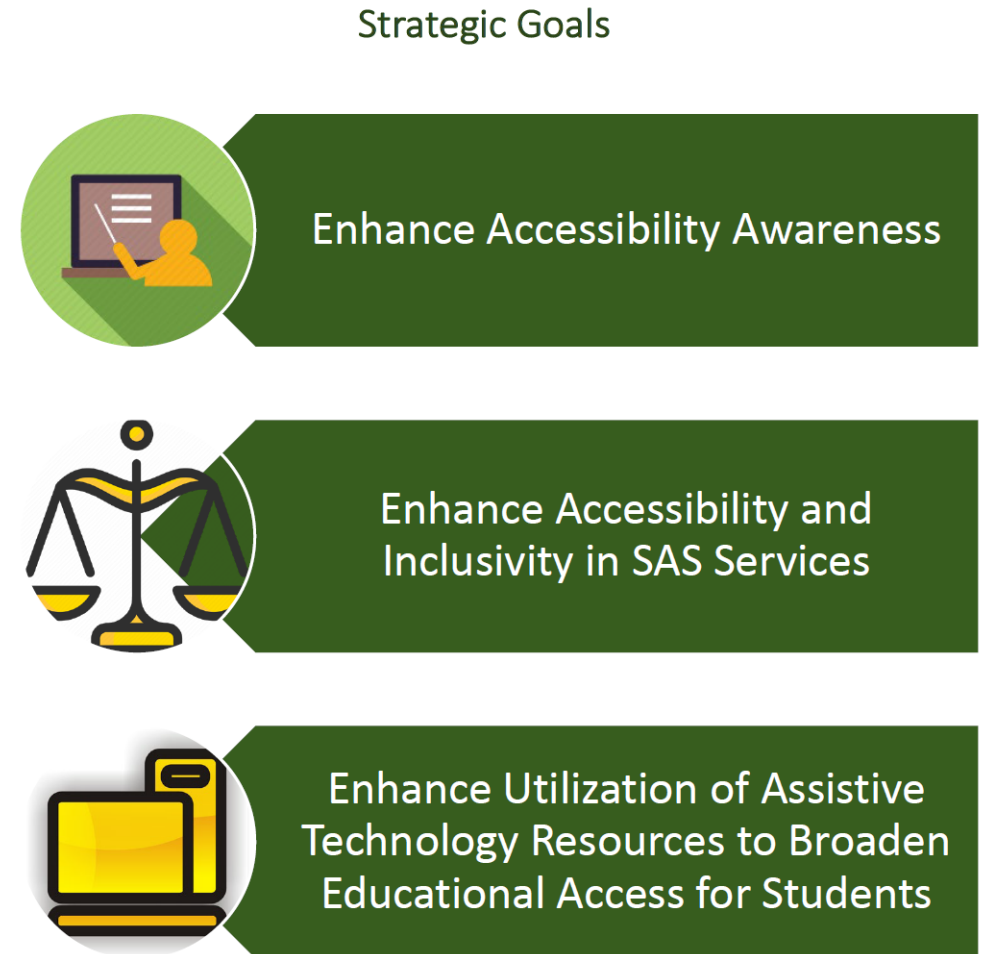 Strategic Goals
Enhance Accessibility Awareness
Enhance Accessibility and
Inclusivity in SAS Services
Enhance Utilization of Assistive
Technology Resources to Broaden
Educational Access for Students